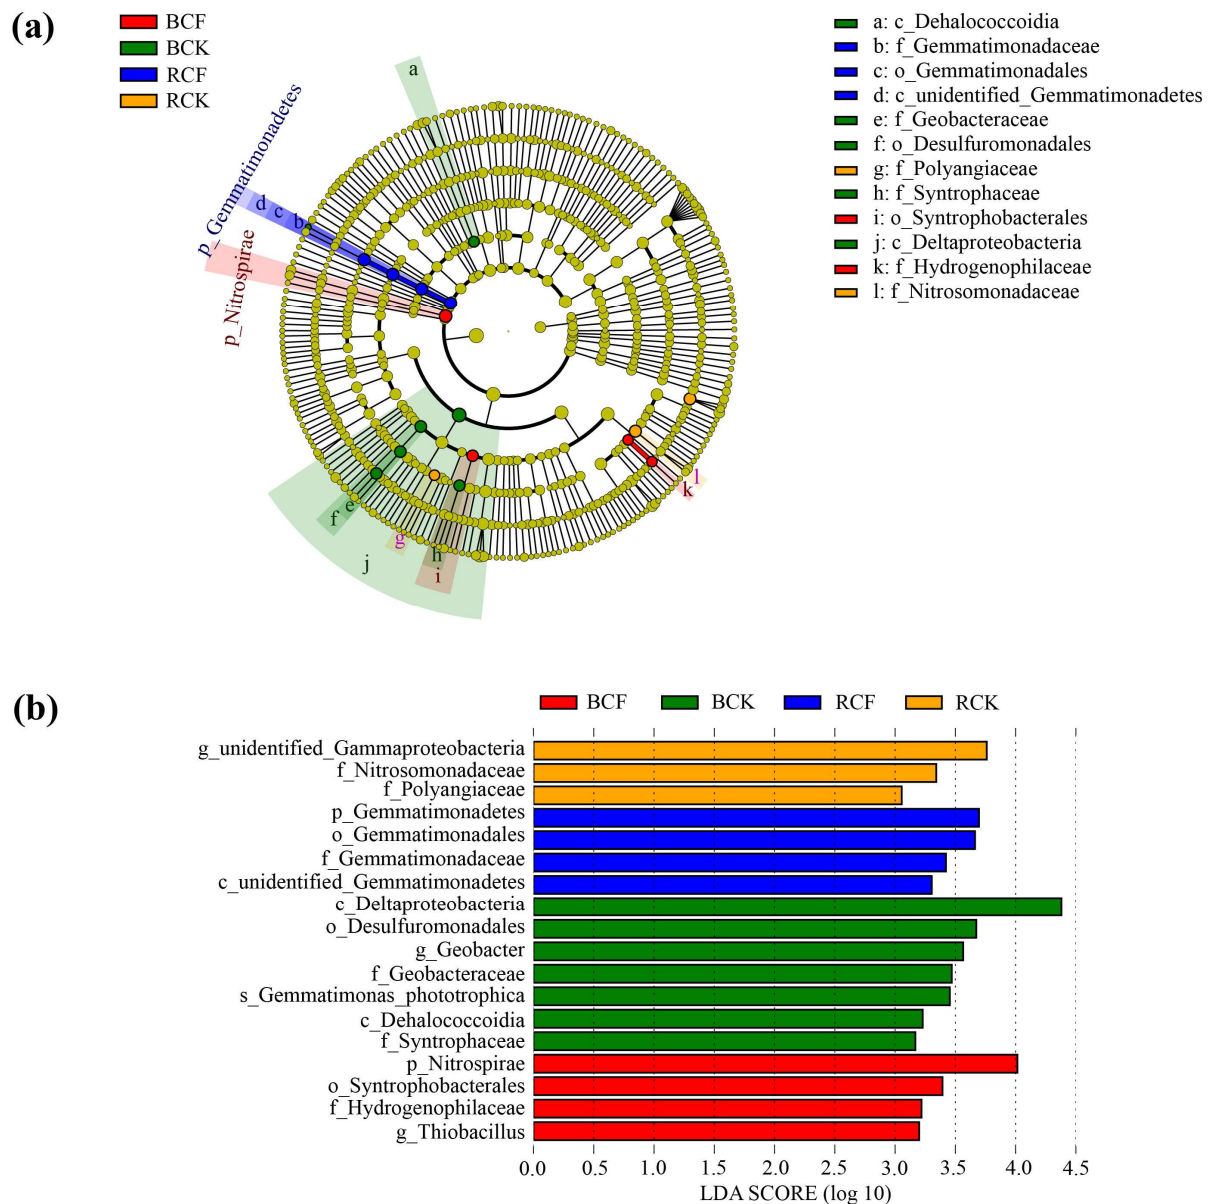 (a)
BCF
BCK
RCF
RCK
a: c_Dehalococcoidia
b: f_Gemmatimonadaceae
c: o_Gemmatimonadales
d: c_unidentified_Gemmatimonadetes
e: f_Geobacteraceae
f: o_Desulfuromonadales
g: f_Polyangiaceae
h: f_Syntrophaceae
i: o_Syntrophobacterales
j: c_Deltaproteobacteria
k: f_Hydrogenophilaceae
l: f_Nitrosomonadaceae
a
p_Gemmatimonadetes
d c b
p_Nitrospirae
l
k
e
f
g
h
j
i
(b)
BCF BCK RCF RCK
g_unidentified_Gammaproteobacteria
f_Nitrosomonadaceae
f_Polyangiaceae
p_Gemmatimonadetes
o_Gemmatimonadales
f_Gemmatimonadaceae
c_unidentified_Gemmatimonadetes
c_Deltaproteobacteria
o_Desulfuromonadales
g_Geobacter
f_Geobacteraceae
s_Gemmatimonas_phototrophica
c_Dehalococcoidia
f_Syntrophaceae
p_Nitrospirae
o_Syntrophobacterales
f_Hydrogenophilaceae
g_Thiobacillus
0.0 0.5 1.0 1.5 2.0 2.5 3.0 3.5 4.0 4.5
LDA SCORE (log 10)